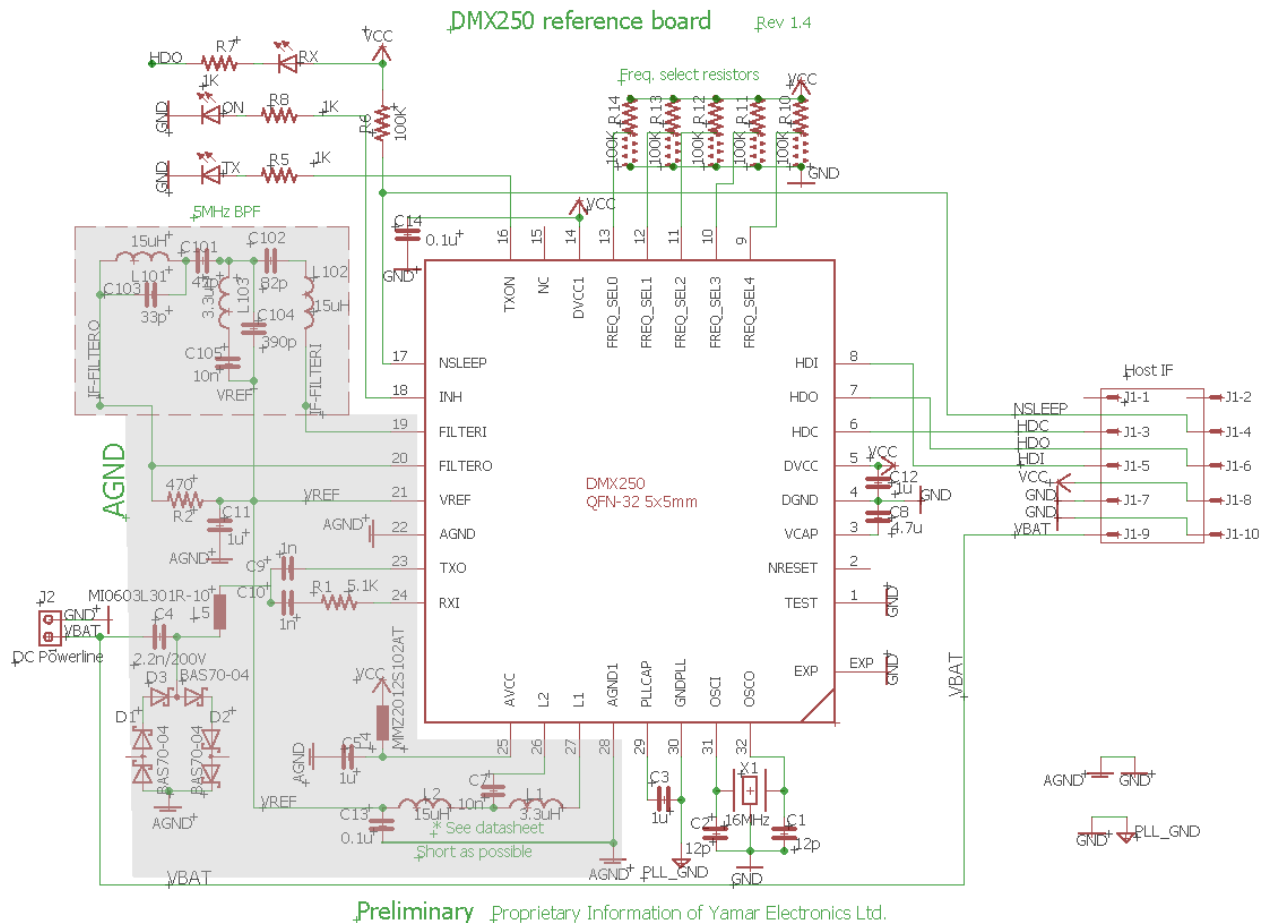 DMX250 reference board
Rev 1.4
HDO
R7
1K
RX
VCC
GND
ON
R8
1K
R6
100K
GND
TX
R5
1K
Freq. select resistors
VCC
R14
R13
R12
R11
R10
100K
100K
100K
100K
100K
GND
5MHz BPF
15uH
L101
C101
C102
82p
L102
15uH
C103
33p
3.3uH
L103
C104
390p
C105
10n
VREF
IF-FILTERO
IF-FILTERI
C14
0.1u
GND
VCC
16
15
14
13
12
11
10
9
TXON
NC
DVCC1
FREQ_SEL0
FREQ_SEL1
FREQ_SEL2
FREQ_SEL3
FREQ_SEL4
17
NSLEEP
18
INH
19
FILTERI
20
FILTERO
21
VREF
22
AGND
23
TXO
24
RXI
HDI
8
HDO
7
HDC
6
DVCC
5
DGND
4
VCAP
3
NRESET
2
TEST
1
EXP
EXP
DMX250
QFN-32 5x5mm
VCC
C12
1u
GND
C8
4.7u
GND
GND
Host IF
J1-1
J1-2
NSLEEP
HDC
J1-3
J1-4
HDO
HDI
J1-5
J1-6
VCC
GND
J1-7
J1-8
GND
VBAT
J1-9
J1-10
AGND
470
R2
VREF
C11
1u
AGND
AGND
1n
C9
C10
1n
R1
5.1K
J2
GND
VBAT
DC Powerline
MI0603L301R-10
L5
C4
2.2n/200V
D3
BAS70-04
D1
D2
BAS70-04
BAS70-04
AGND
VCC
MMZ2012S102AT
AGND
1u
AVCC
L2
L1
AGND1
PLLCAP
GNDPLL
OSCI
OSCO
25
26
27
28
29
30
31
32
VREF
C13
0.1u
L2
15uH
C7
10n
L1
3.3uH
* See datasheet
Short as possible
AGND
C3
1u
PLL_GND
X1
16MHz
C2
12p
C1
12p
GND
VBAT
VBAT
AGND
GND
GND
PLL_GND
Preliminary
Proprietary Information of Yamar Electronics Ltd.